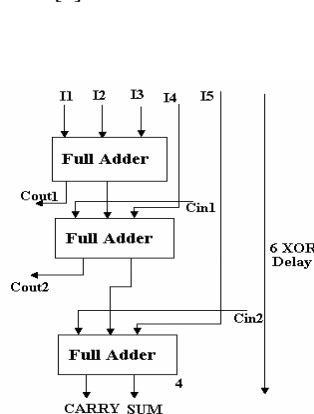 I1 I2 I3 I4 I5
Full Adder
Cout1
Cin1
Full Adder
6 XOR
Delay
Cout2
Cin2
Full Adder
4
CARRY SUM